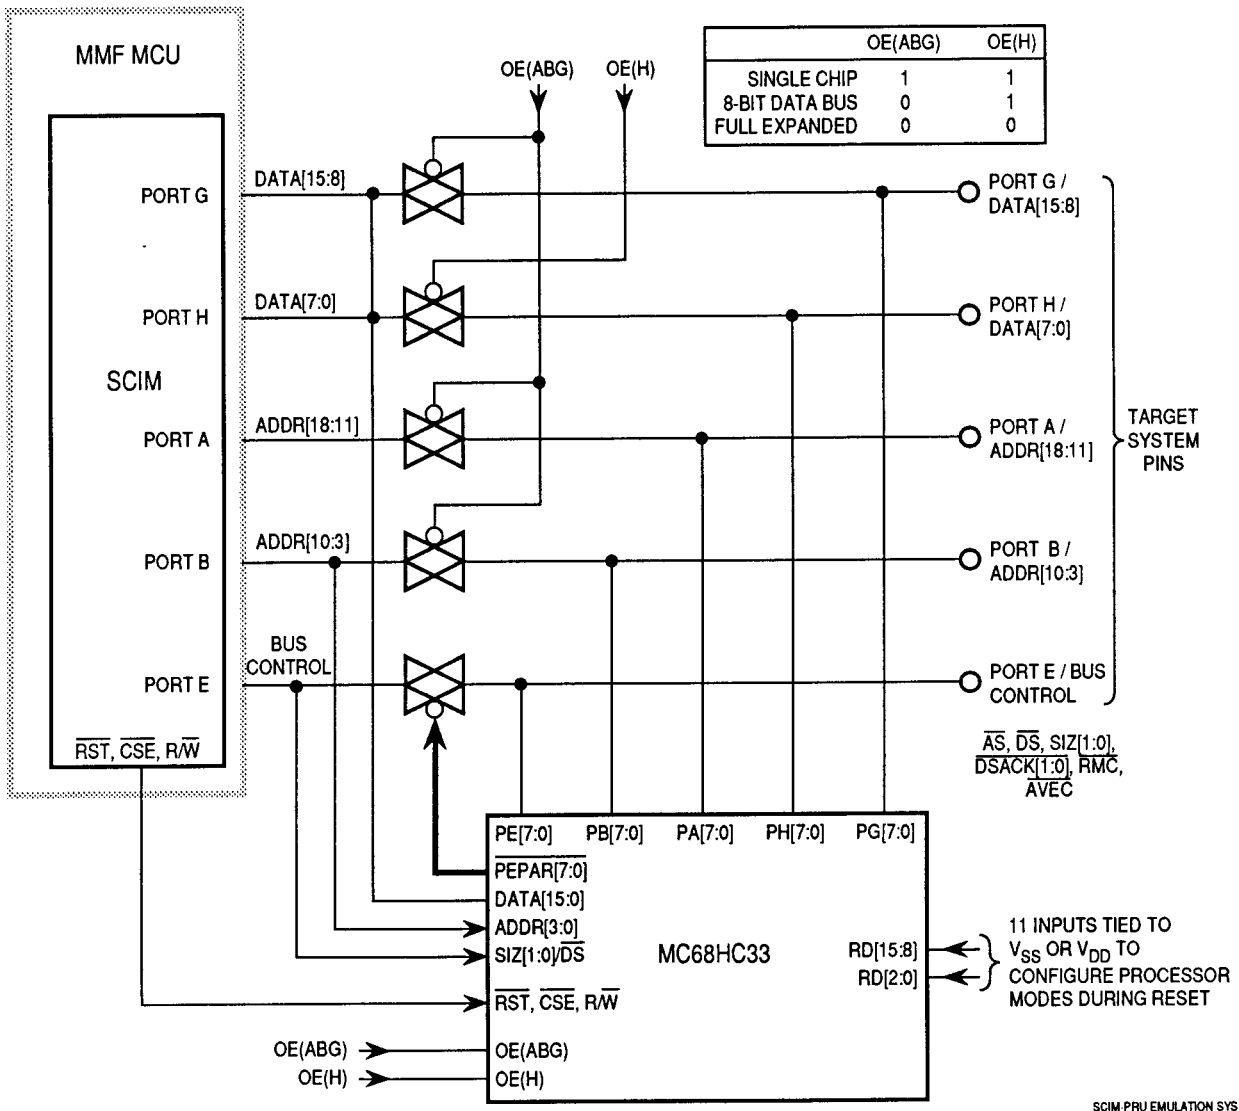 MMF MCU
OE(ABG)
OE(H)
OE(ABG) OE(H)
SINGLE CHIP 1 1
8-BIT DATA BUS 0 1
FULL EXPANDED 0 0
PORT G
DATA[15:8]
PORT G /
DATA[15:8]
PORT H
DATA[7:0]
PORT H /
DATA[7:0]
SCIM
PORT A
ADDR[18:11]
PORT A /
ADDR[18:11]
TARGET
SYSTEM
PINS
PORT B
ADDR[10:3]
PORT B /
ADDR[10:3]
PORT E
BUS
CONTROL
PORT E / BUS
CONTROL
RST, CSE, R/W
AS, DS, SIZ[1:0],
DSACK[1:0], RMC,
AVEC
PE[7:0] PB[7:0] PA[7:0] PH[7:0] PG[7:0]
PEPAR[7:0]
DATA[15:0]
ADDR[3:0]
SIZ[1:0]/DS
MC68HC33
RD[15:8]
RD[2:0]
11 INPUTS TIED TO
VSS OR VDD TO
CONFIGURE PROCESSOR
MODES DURING RESET
RST, CSE, R/W
OE(ABG)
OE(ABG)
OE(H)
OE(H)
SCIM-PRU EMULATION SYS